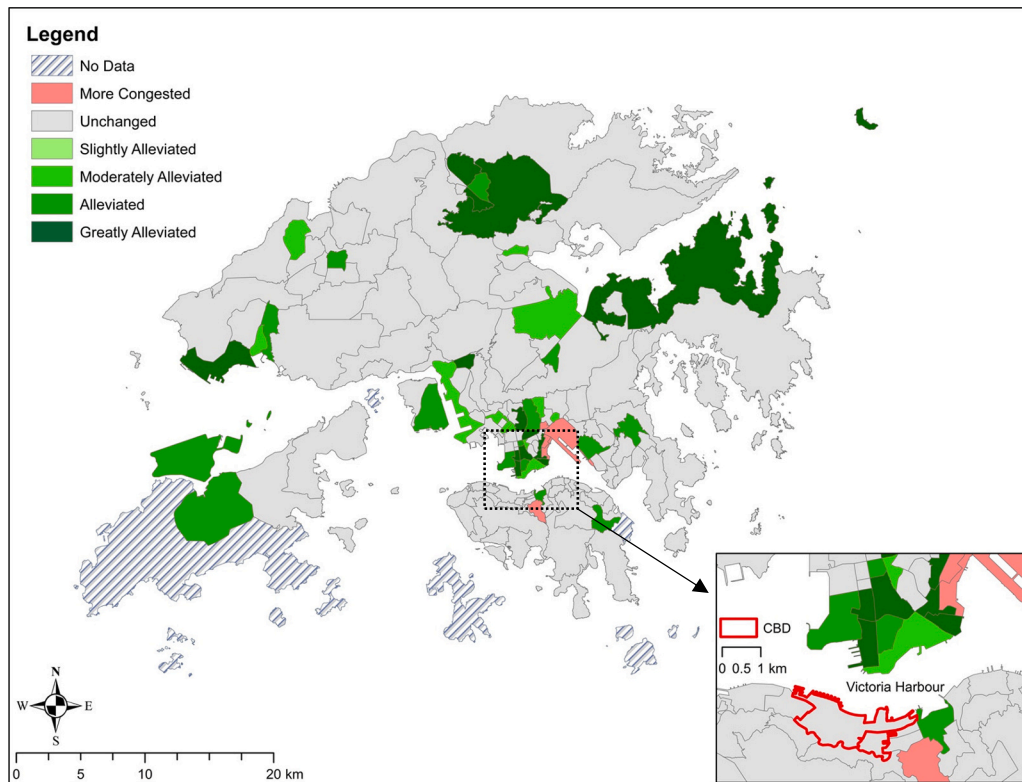 Legend
No Data
More Congested
Unchanged
Slightly Alleviated
Moderately Alleviated
Alleviated
Greatly Alleviated
CBD
0 0.5 1 km
Victoria Harbour
N
W E
S
0 5 10 20 km